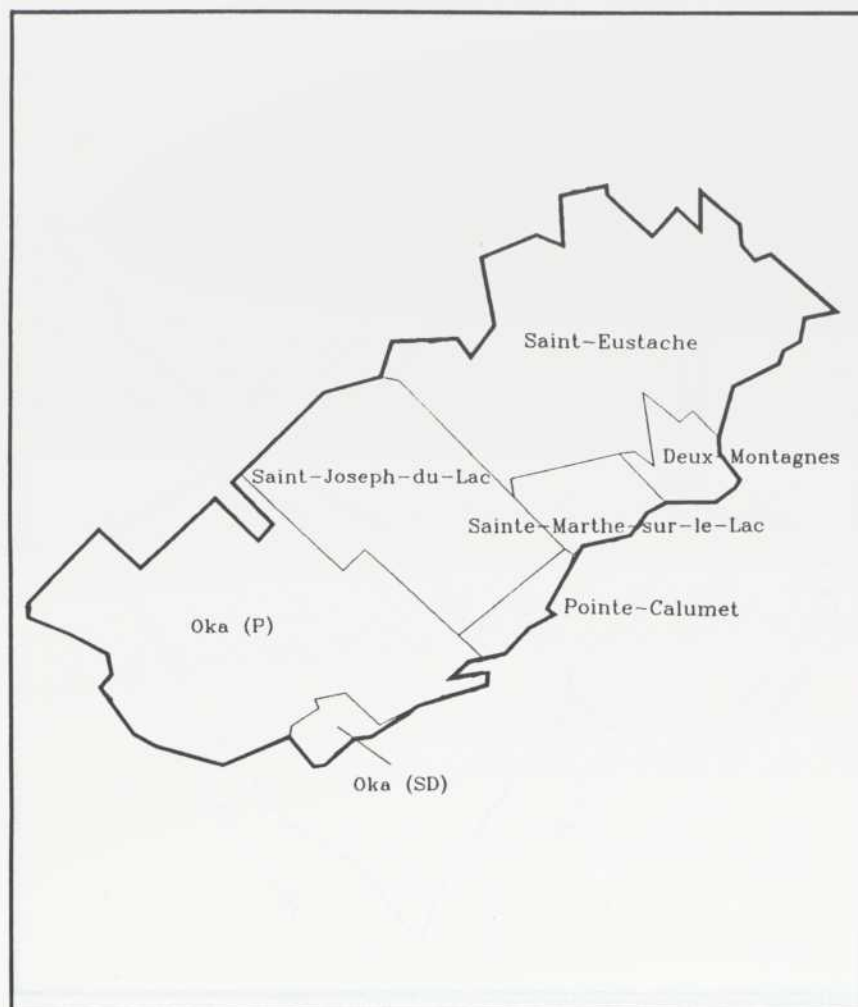 Saint-Eustache
Deux-Montagnes
Saint-Joseph-du-Lac
Sainte-Marthe-sur-le-Lac
Pointe-Calumet
Oka (P)
Oka (SD)